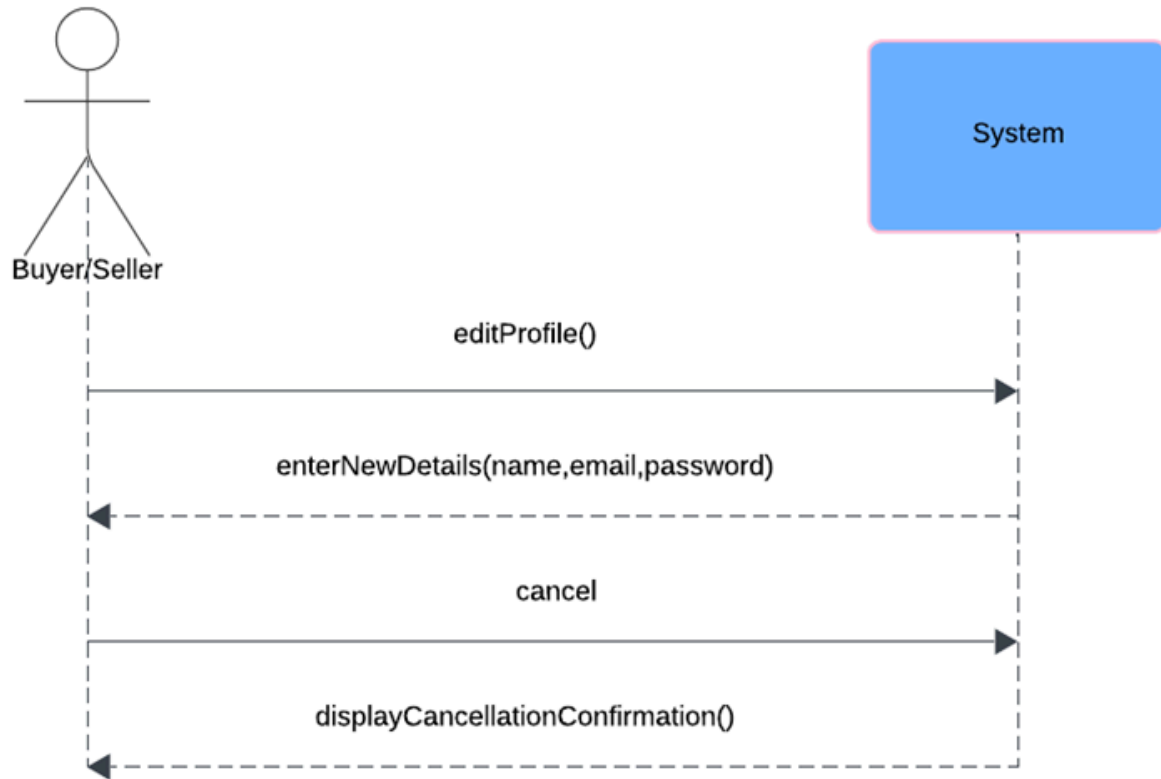 System
Buyer/Seller
editProfile()
enterNewDetails(name,email,password)
cancel
displayCancellationConfirmation()